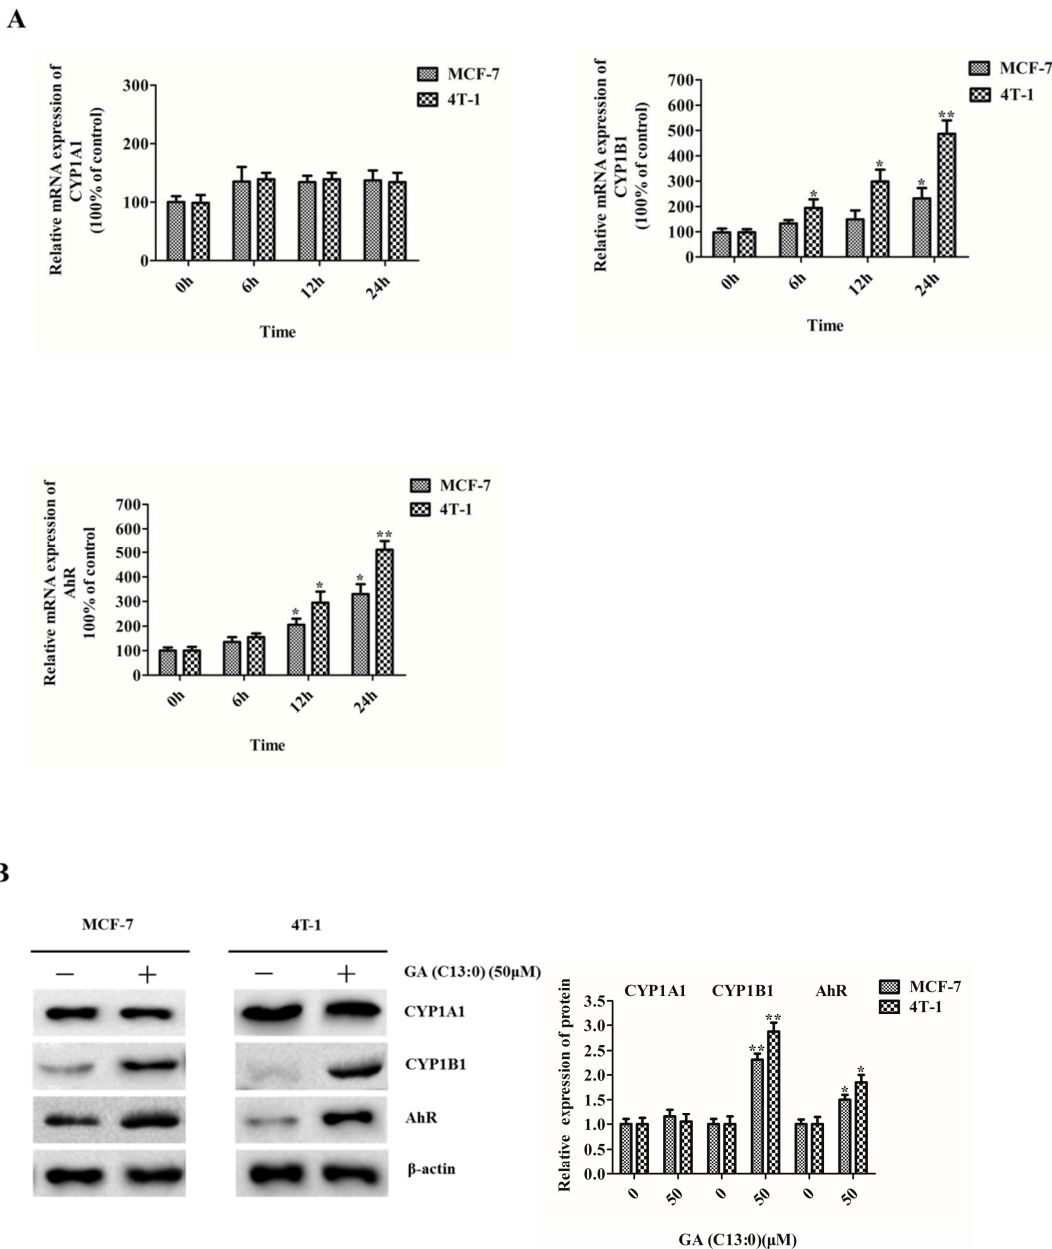 A
Relative mRNA expression of
CYP1A1
(100% of control)
300
200
100
0
0h
6h
12h
24h
Time
MCF-7
4T-1
Relative mRNA expression of
CYP1B1
(100% of control)
700
600
500
400
300
200
100
0
*
*
*
**
0h
6h
12h
24h
Time
MCF-7
4T-1
Relative mRNA expression of
AhR
100% of control
700
600
500
400
300
200
100
0
*
*
*
**
0h
6h
12h
24h
Time
MCF-7
4T-1
B
MCF-7
4T-1
− + − + GA (C13:0) (50μM)
CYP1A1
CYP1B1
AhR
β-actin
Relative expression of protein
3.5
3.0
2.5
2.0
1.5
1.0
0.5
0.0
CYP1A1 CYP1B1 AhR
**
**
*
*
0 50 0 50 0 50
GA (C13:0)(μM)
MCF-7
4T-1